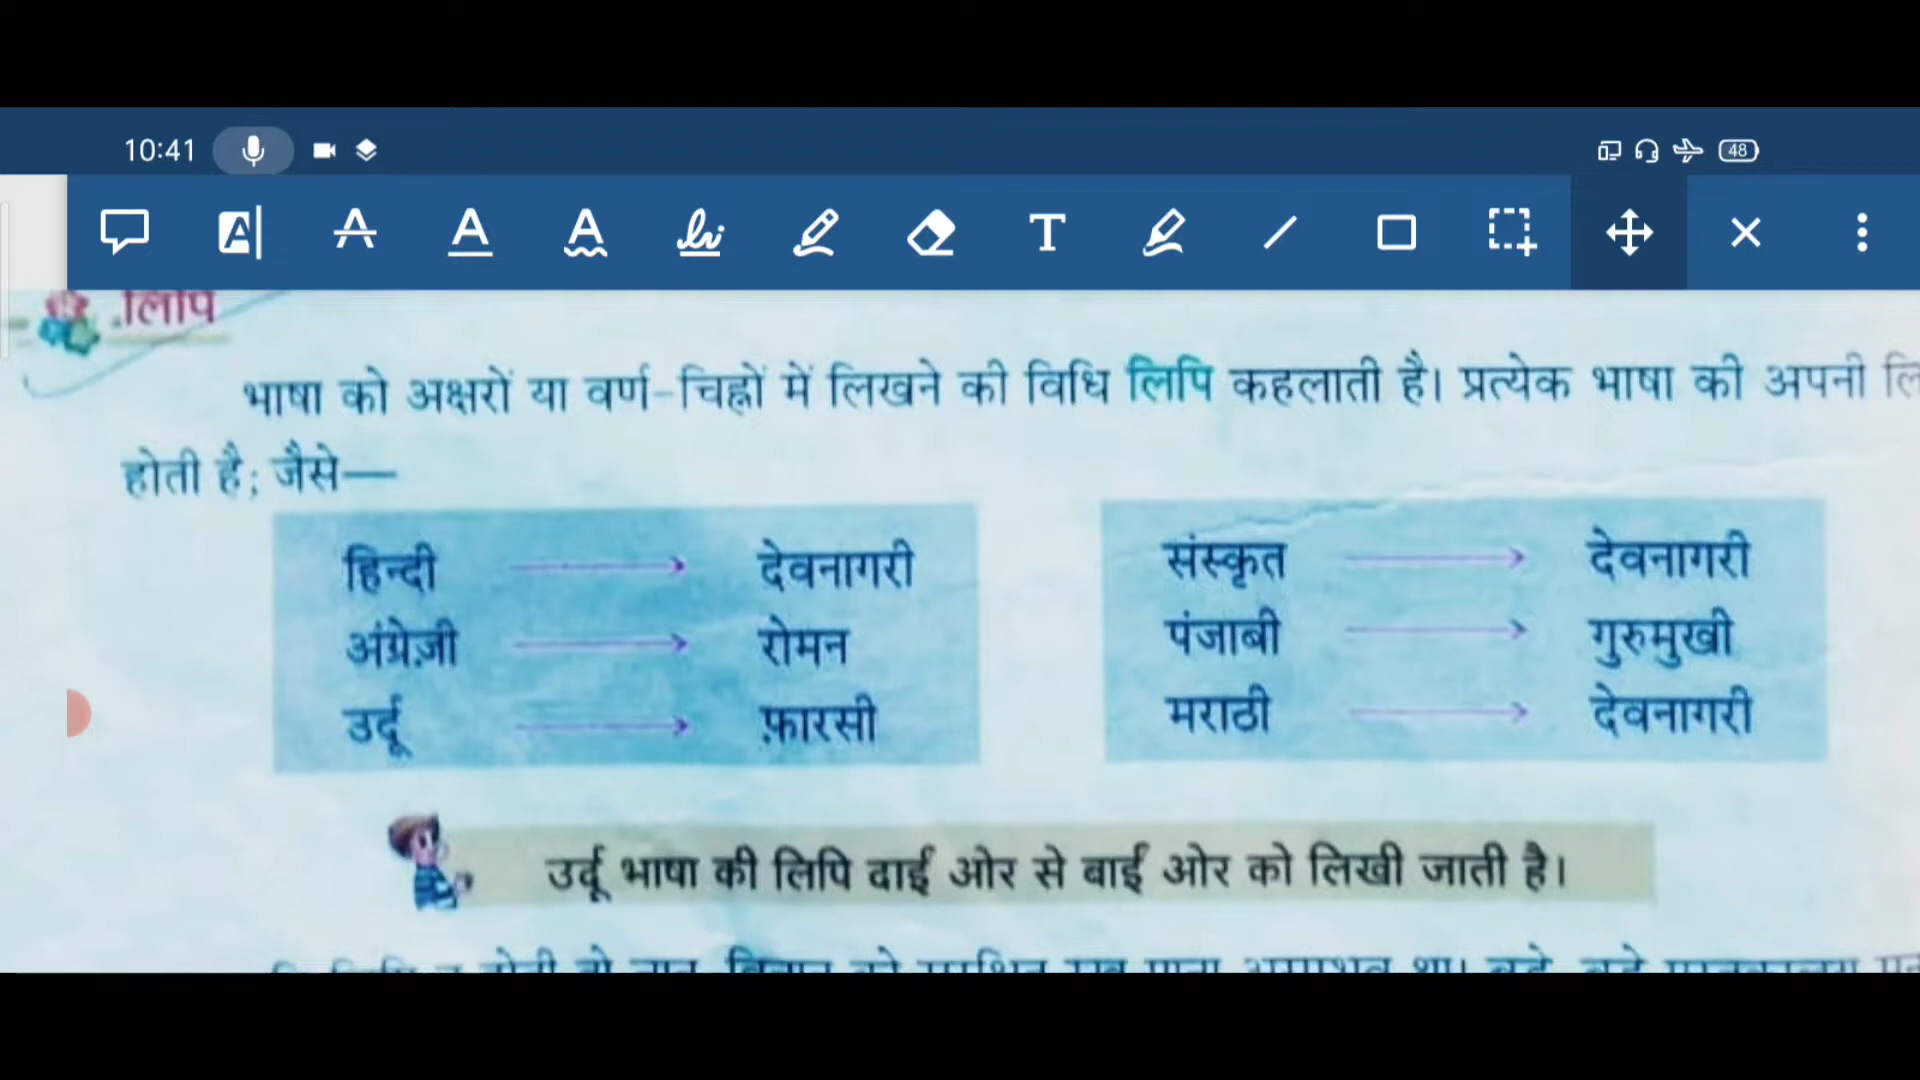 10:41
48
लिपि
भाषा को अक्षरों या वर्ण-चिह्नों में लिखने की विधि लिपि कहलाती है। प्रत्येक भाषा की अपनी लि
होती है; जैसे—
हिन्दी → देवनागरी
अंग्रेज़ी → रोमन
उर्दू → फ़ारसी
संस्कृत → देवनागरी
पंजाबी → गुरुमुखी
मराठी → देवनागरी
उर्दू भाषा की लिपि दाईं ओर से बाईं ओर को लिखी जाती है।